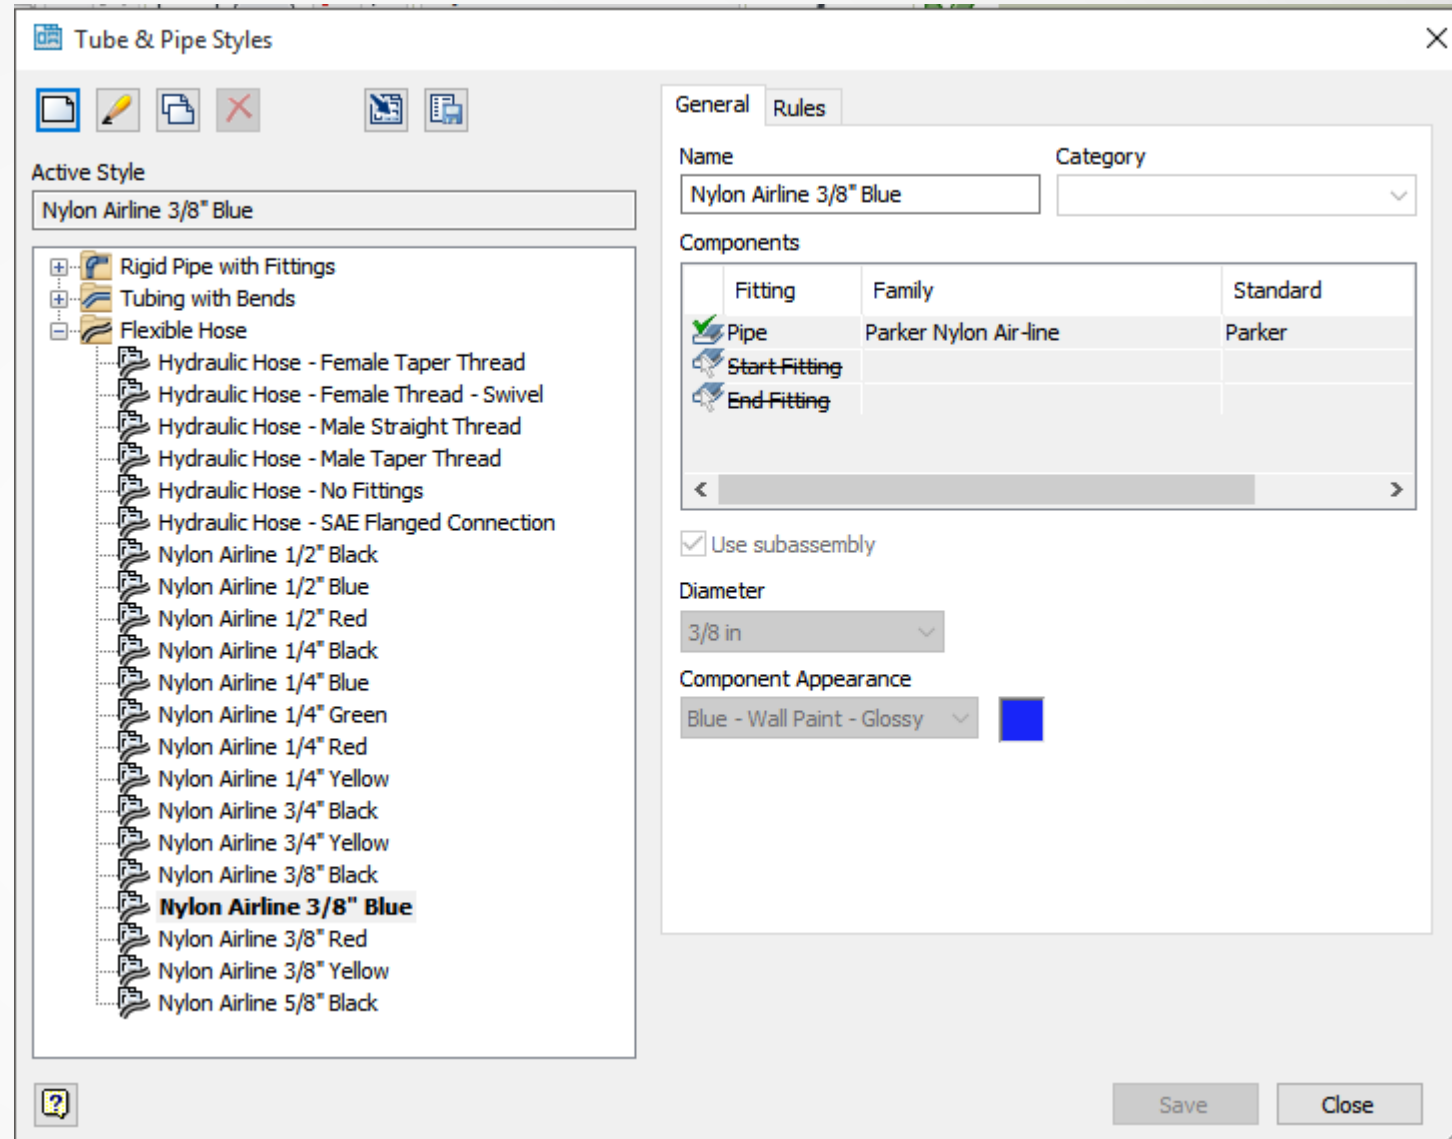 Tube & Pipe Styles
Active Style
Nylon Airline 3/8" Blue
Rigid Pipe with Fittings
Tubing with Bends
Flexible Hose
Hydraulic Hose - Female Taper Thread
Hydraulic Hose - Female Thread - Swivel
Hydraulic Hose - Male Straight Thread
Hydraulic Hose - Male Taper Thread
Hydraulic Hose - No Fittings
Hydraulic Hose - SAE Flanged Connection
Nylon Airline 1/2" Black
Nylon Airline 1/2" Blue
Nylon Airline 1/2" Red
Nylon Airline 1/4" Black
Nylon Airline 1/4" Blue
Nylon Airline 1/4" Green
Nylon Airline 1/4" Red
Nylon Airline 1/4" Yellow
Nylon Airline 3/4" Black
Nylon Airline 3/4" Yellow
Nylon Airline 3/8" Black
Nylon Airline 3/8" Blue
Nylon Airline 3/8" Red
Nylon Airline 3/8" Yellow
Nylon Airline 5/8" Black
General Rules
Name Category
Nylon Airline 3/8" Blue
Components
Fitting Family Standard
Pipe Parker Nylon Air-line Parker
Start Fitting
End Fitting
Use subassembly
Diameter
3/8 in
Component Appearance
Blue - Wall Paint - Glossy
Save Close